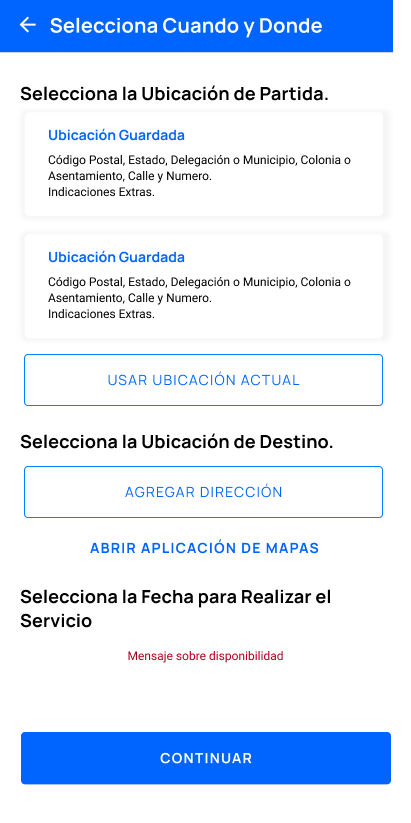 Selecciona Cuando y Donde
Selecciona la Ubicación de Partida.
Ubicación Guardada
Código Postal, Estado, Delegación o Municipio, Colonia o
Asentamiento, Calle y Numero.
Indicaciones Extras.
Ubicación Guardada
Código Postal, Estado, Delegación o Municipio, Colonia o
Asentamiento, Calle y Numero.
Indicaciones Extras.
USAR UBICACIÓN ACTUAL
Selecciona la Ubicación de Destino.
AGREGAR DIRECCIÓN
ABRIR APLICACIÓN DE MAPAS
Selecciona la Fecha para Realizar el
Servicio
Mensaje sobre disponibilidad
CONTINUAR